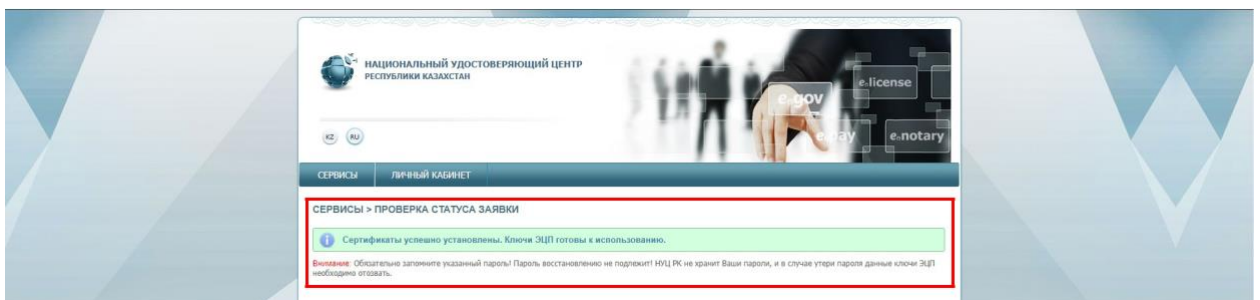 НАЦИОНАЛЬНЫЙ УДОСТОВЕРЯЮЩИЙ ЦЕНТР
РЕСПУБЛИКИ КАЗАХСТАН
e-license
e-gov
e-pay
e-notary
KZ RU
СЕРВИСЫ ЛИЧНЫЙ КАБИНЕТ
СЕРВИСЫ > ПРОВЕРКА СТАТУСА ЗАЯВКИ
Сертификаты успешно установлены. Ключи ЭЦП готовы к использованию.
Внимание: Обязательно запомните указанный пароль! Пароль восстановлению не подлежит! НУЦ РК не хранит Ваши пароли, и в случае утери пароля данные ключи ЭЦП
необходимо отозвать.